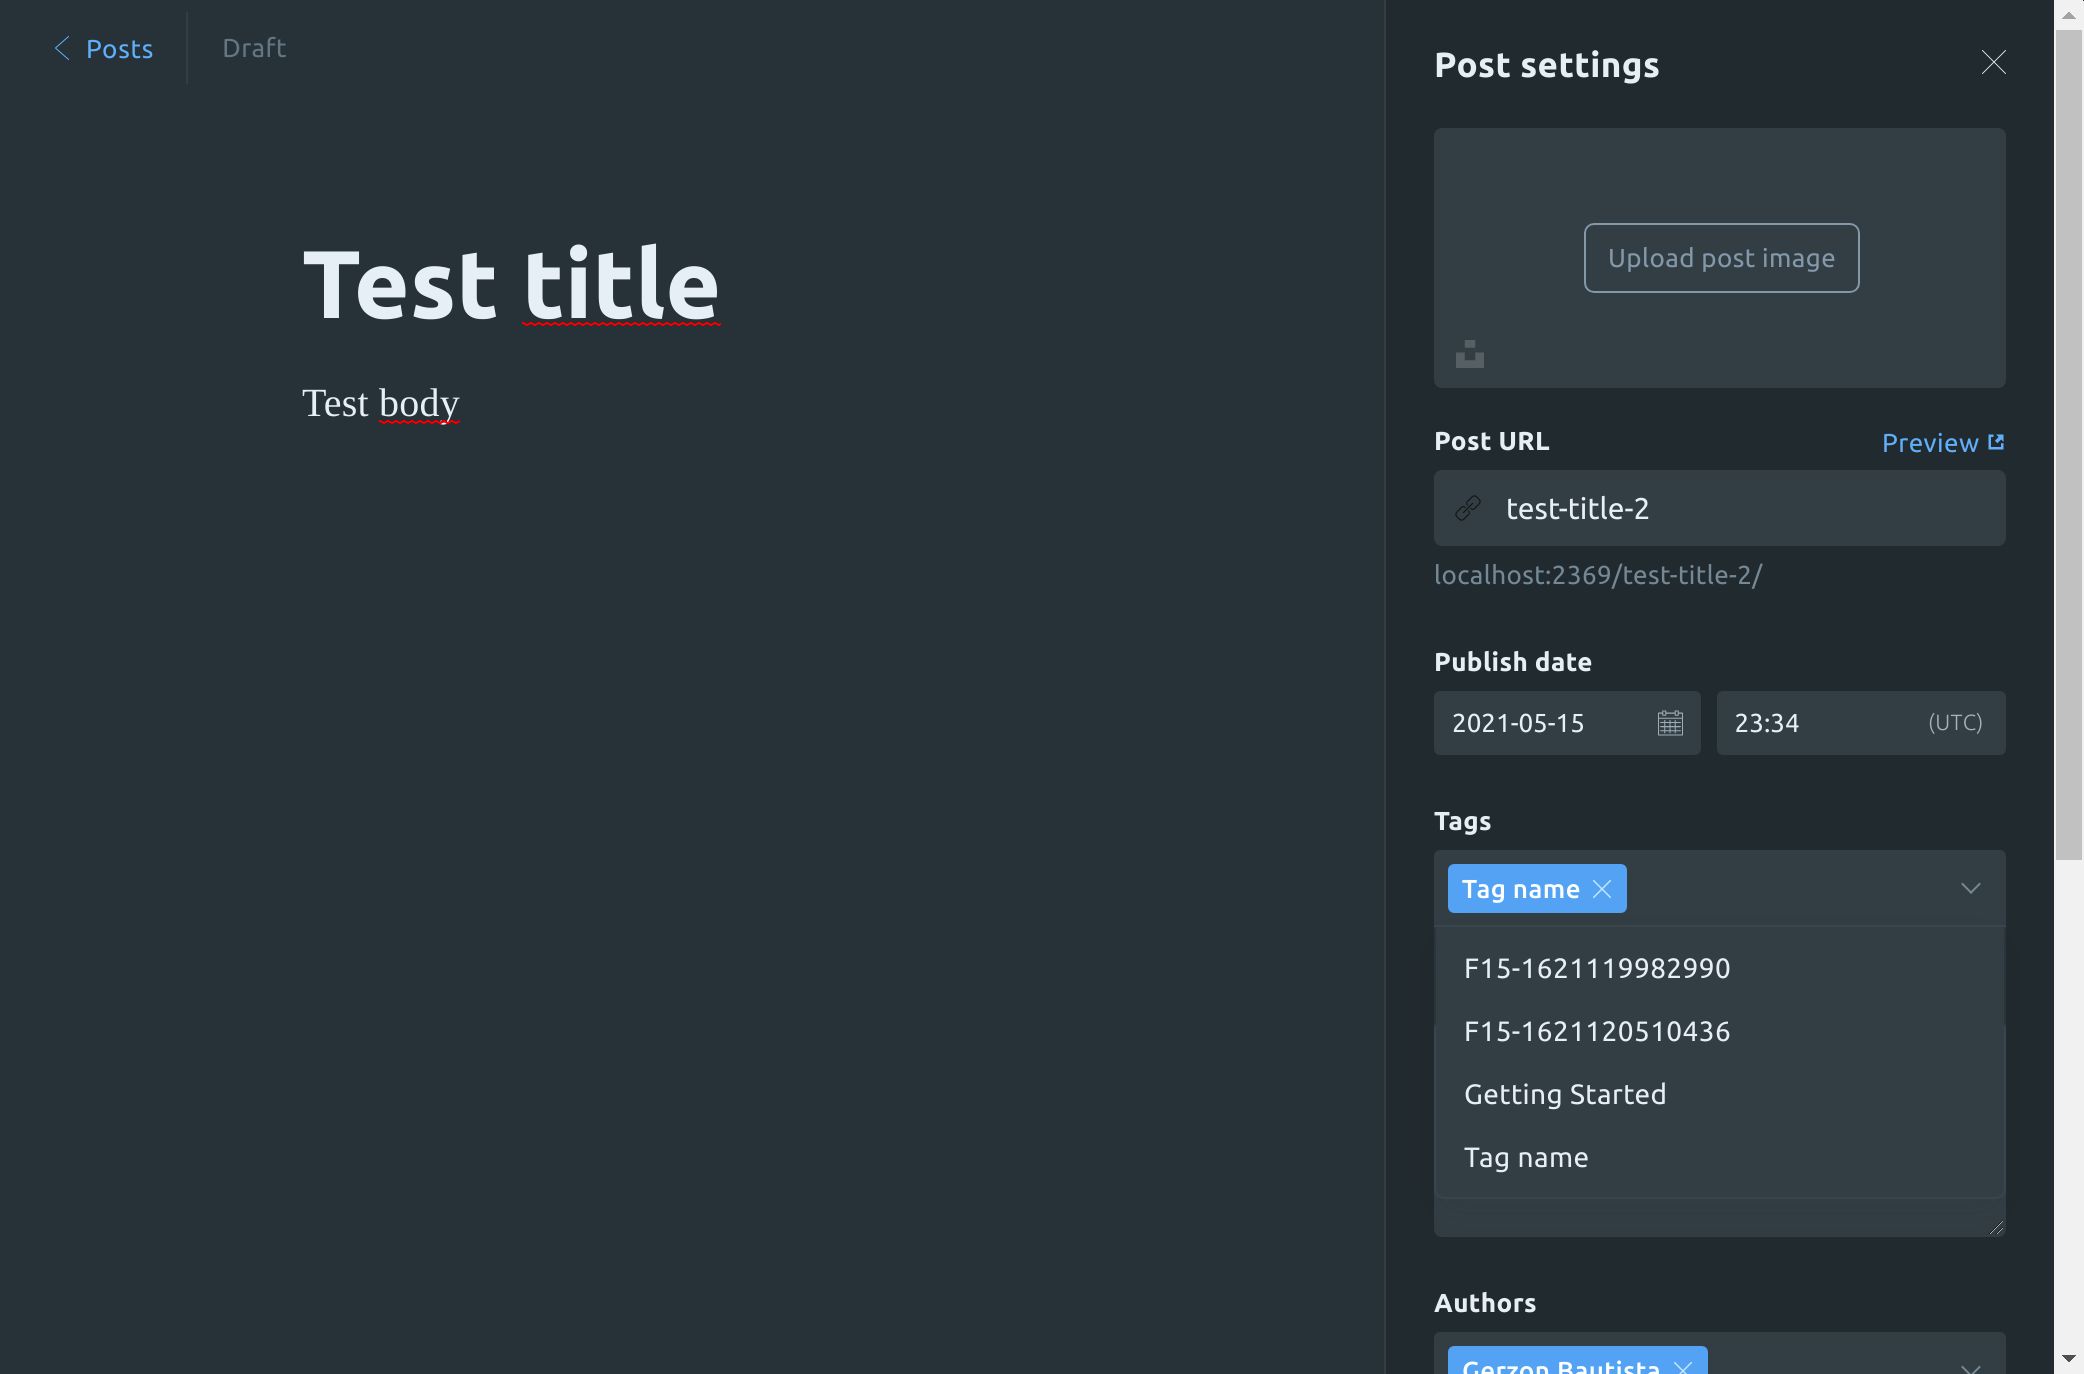 Posts
Draft
Test title
Test body
Post settings
Upload post image
Post URL
Preview
test-title-2
localhost:2369/test-title-2/
Publish date
2021-05-15
23:34
(UTC)
Tags
Tag name
F15-1621119982990
F15-1621120510436
Getting Started
Tag name
Authors
Gerzon Bautista